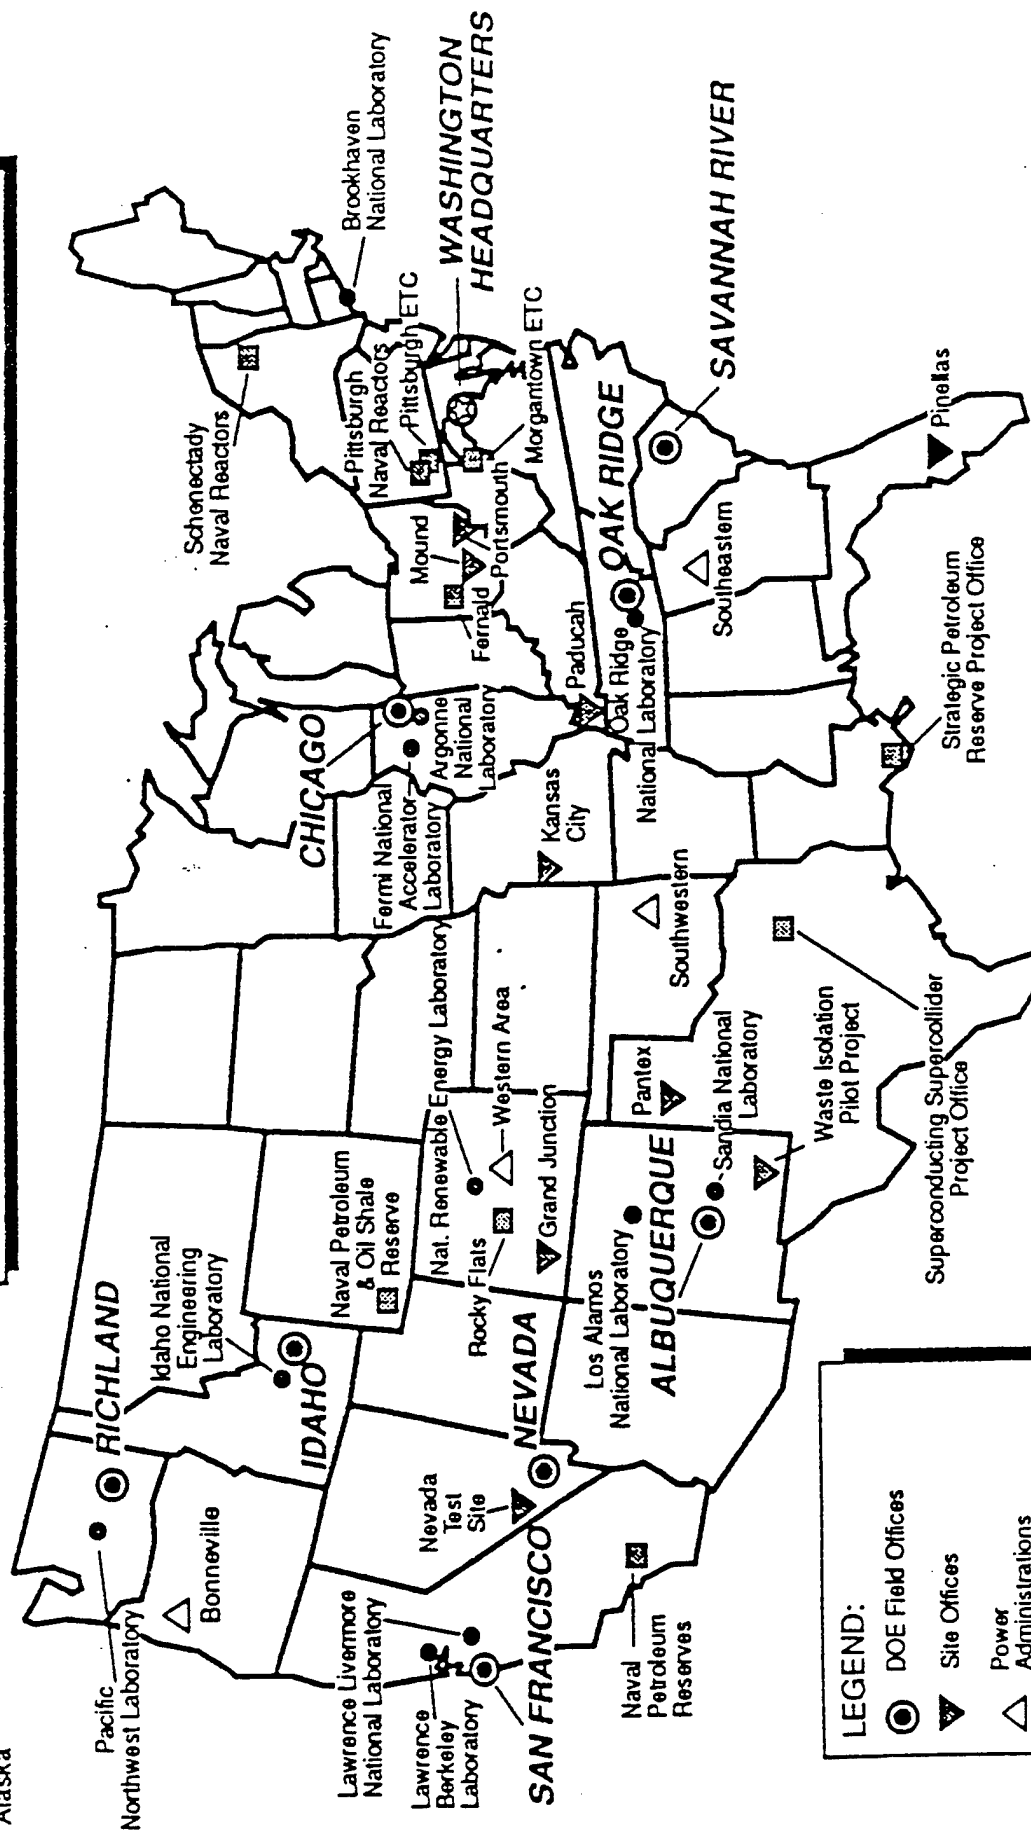 Alaska
Pacific
Northwest Laboratory
RICHLAND
Bonneville
Idaho National
Engineering
Laboratory
IDAHO
Naval Petroleum
& Oil Shale
Reserve
Nat. Renewable Energy Laboratory
Western Area
Rocky Flats
Grand Junction
NEVADA
Nevada
Test
Site
Lawrence Livermore
National Laboratory
Lawrence
Berkeley
Laboratory
SAN FRANCISCO
Naval
Petroleum
Reserves
Los Alamos
National Laboratory
ALBUQUERQUE
Sandia National
Laboratory
Pantex
Waste Isolation
Pilot Project
Superconducting Supercollider
Project Office
Southwestern
Kansas
City
CHICAGO
Fermi National
Accelerator
Laboratory
Argonne
National
Laboratory
Paducah
Oak Ridge
National Laboratory
OAK RIDGE
Fernald
Mound
Portsmouth
Schenectady
Naval Reactors
Pittsburgh
Naval Reactors
Pittsburgh ETC
Morgantown ETC
Brookhaven
National Laboratory
WASHINGTON
HEADQUARTERS
SAVANNAH RIVER
Southeastern
Pinellas
Strategic Petroleum
Reserve Project Office
LEGEND:
DOE Field Offices
Site Offices
Power
Administrations